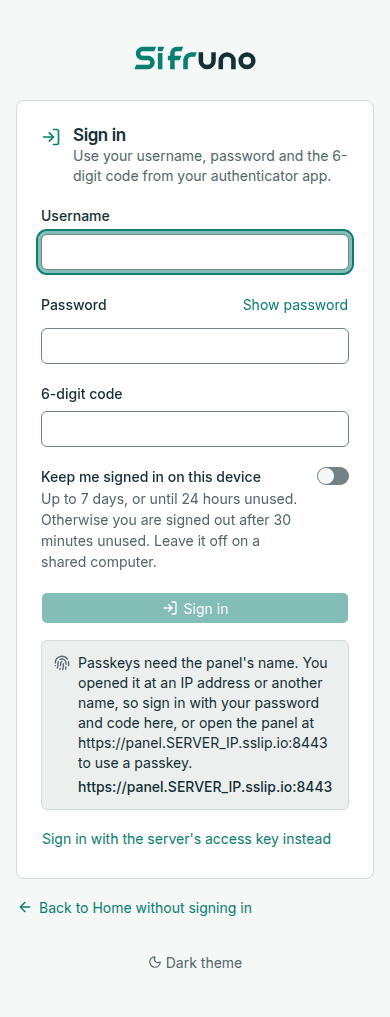 Sifruno
Sign in
Use your username, password and the 6-
digit code from your authenticator app.
Username
Password
Show password
6-digit code
Keep me signed in on this device
Up to 7 days, or until 24 hours unused.
Otherwise you are signed out after 30
minutes unused. Leave it off on a
shared computer.
Sign in
Passkeys need the panel's name. You
opened it at an IP address or another
name, so sign in with your password
and code here, or open the panel at
https://panel.SERVER_IP.sslip.io:8443
to use a passkey.
https://panel.SERVER_IP.sslip.io:8443
Sign in with the server's access key instead
Back to Home without signing in
Dark theme